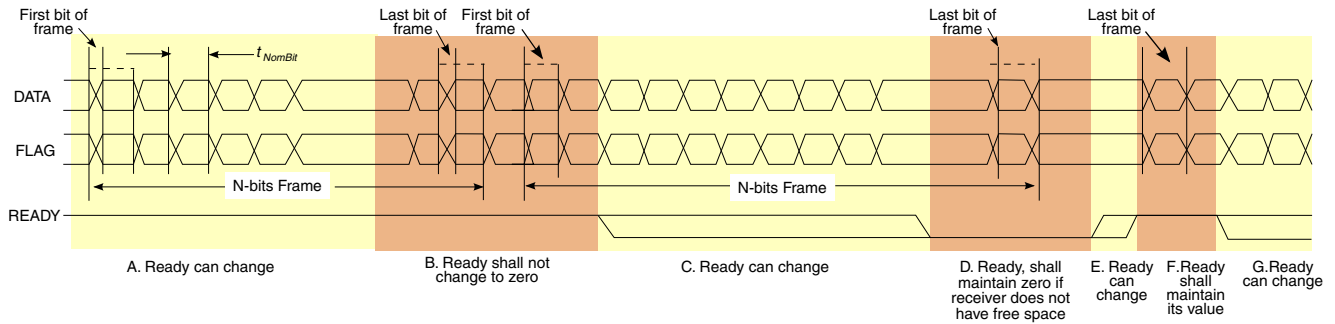 First bit of
frame
t NomBit
Last bit of
frame
First bit of
frame
Last bit of
frame
Last bit of
frame
DATA
FLAG
N-bits Frame
N-bits Frame
READY
A. Ready can change
B. Ready shall not
change to zero
C. Ready can change
D. Ready, shall
maintain zero if
receiver does not
have free space
E. Ready
can
change
F.Ready
shall
maintain
its value
G.Ready
can change